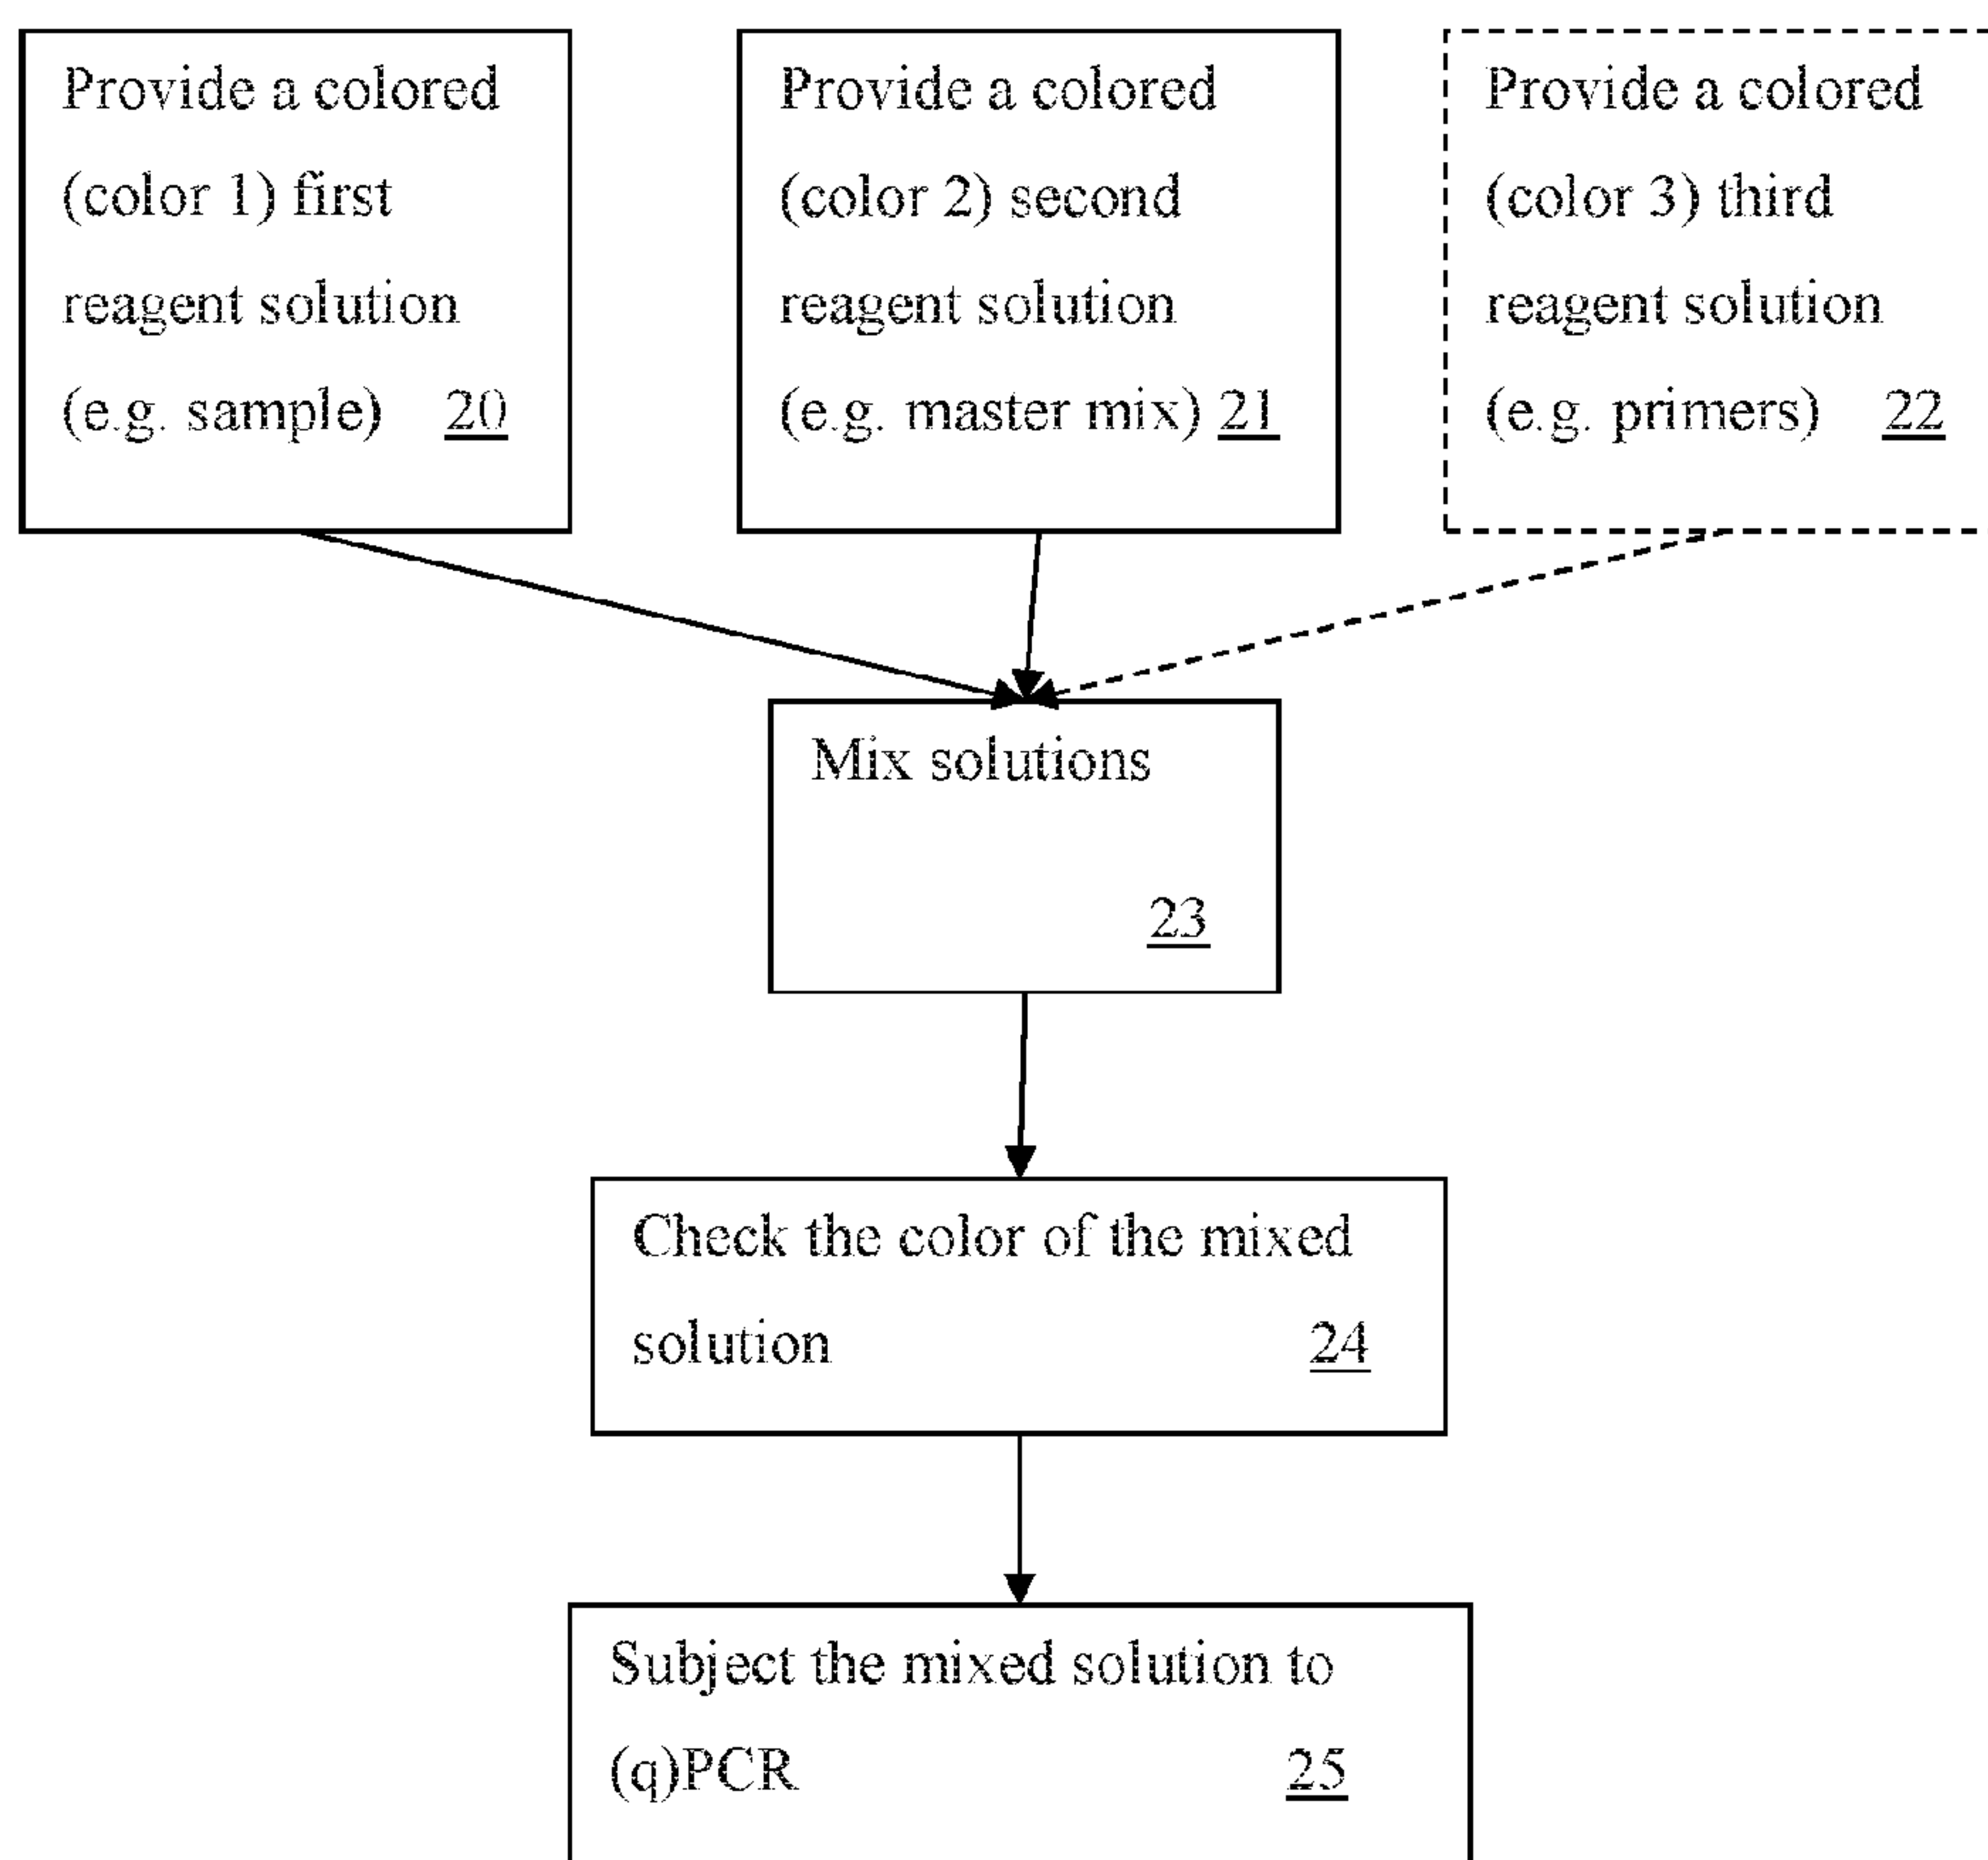 Provide a colored
(color 1) first
reagent solution
(e.g. sample) 20
Provide a colored
(color 2) second
reagent solution
(e.g. master mix) 21
Provide a colored
(color 3) third
reagent solution
(e.g. primers) 22
Mix solutions
23
Check the color of the mixed
solution 24
Subject the mixed solution to
(q)PCR 25